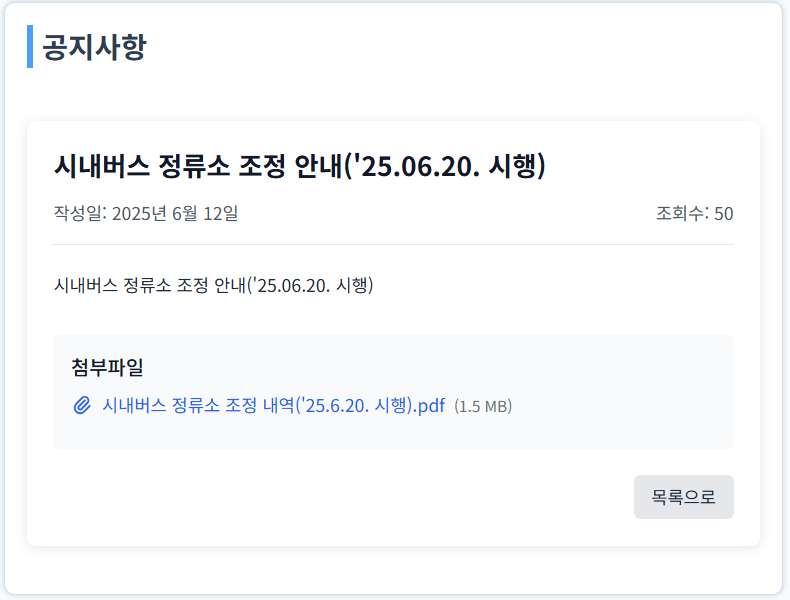 공지사항
시내버스 정류소 조정 안내('25.06.20. 시행)
작성일: 2025년 6월 12일
조회수: 50
시내버스 정류소 조정 안내('25.06.20. 시행)
첨부파일
시내버스 정류소 조정 내역('25.6.20. 시행).pdf (1.5 MB)
목록으로